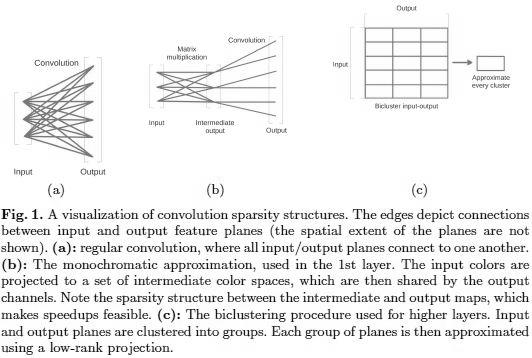 Convolution
Input
Output
(a)
Matrix
multiplication
Convolution
Input
Intermediate
output
Output
(b)
Output
Input
Bicluster input-output
Approximate
every cluster
(c)
Fig. 1. A visualization of convolution sparsity structures. The edges depict connections
between input and output feature planes (the spatial extent of the planes are not
shown). (a): regular convolution, where all input/output planes connect to one another.
(b): The monochromatic approximation, used in the 1st layer. The input colors are
projected to a set of intermediate color spaces, which are then shared by the output
channels. Note the sparsity structure between the intermediate and output maps, which
makes speedups feasible. (c): The biclustering procedure used for higher layers. Input
and output planes are clustered into groups. Each group of planes is then approximated
using a low-rank projection.